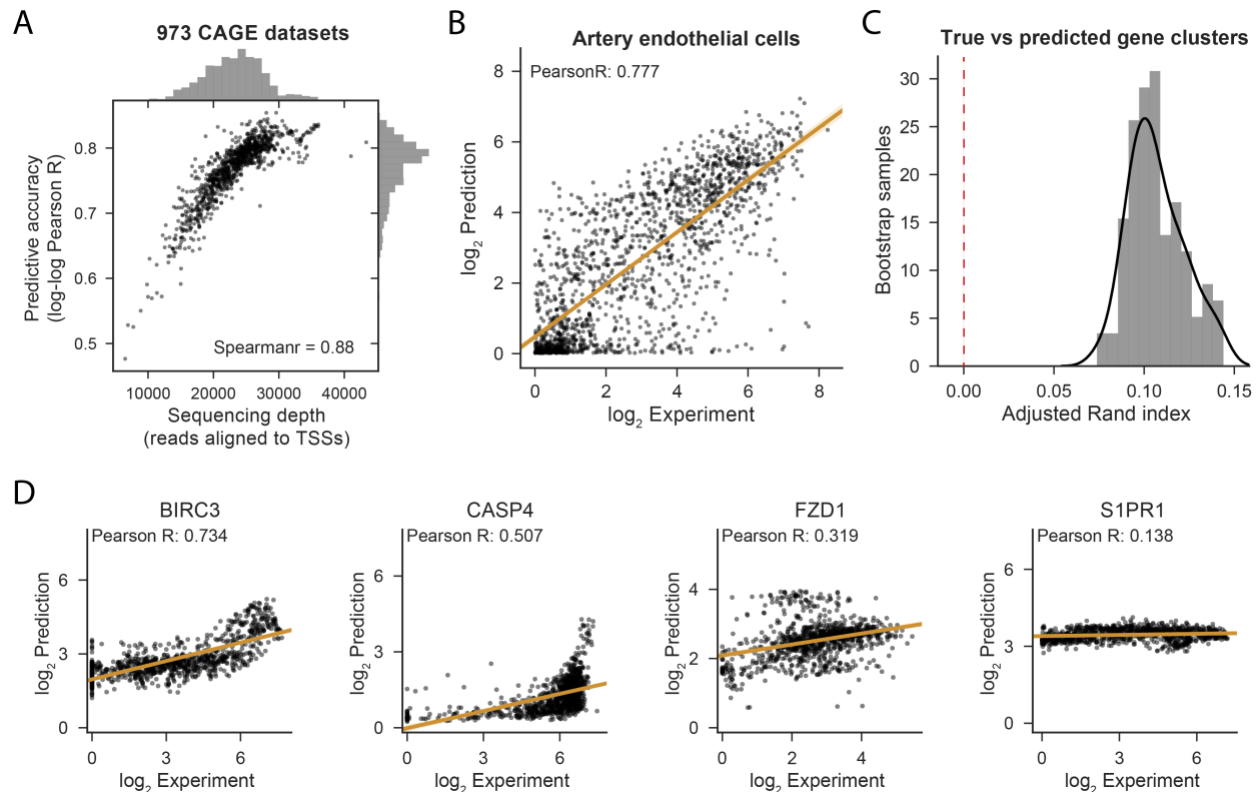 A
973 CAGE datasets
Predictive accuracy
(log-log Pearson R)
0.8
0.7
0.6
0.5
Spearmanr = 0.88
10000 20000 30000 40000
Sequencing depth
(reads aligned to TSSs)
B
Artery endothelial cells
PearsonR: 0.777
log2 Prediction
8
6
4
2
0
0 2 4 6 8
log2 Experiment
C
True vs predicted gene clusters
Bootstrap samples
30
25
20
15
10
5
0
0.00 0.05 0.10 0.15
Adjusted Rand index
D
BIRC3
Pearson R: 0.734
log2 Prediction
6
3
0
0 3 6
log2 Experiment
CASP4
Pearson R: 0.507
log2 Prediction
6
3
0
0 3 6
log2 Experiment
FZD1
Pearson R: 0.319
log2 Prediction
4
2
0
0 2 4
log2 Experiment
S1PR1
Pearson R: 0.138
log2 Prediction
6
3
0
0 3 6
log2 Experiment